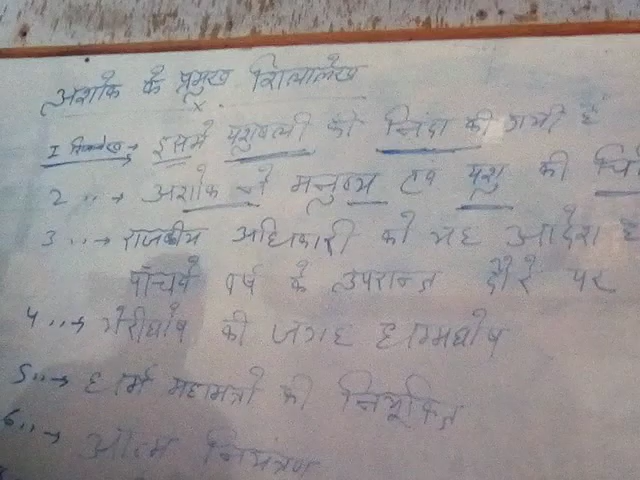 अशोक के प्रमुख शिलालेख
I शिलालेख → इसमें पशुबली की निंदा की गयी है
2 ,, → अशोक ने मनुष्य एवं पशु की
3 ,, → राजकीय अधिकारी को यह आदेश
पाँचवे वर्ष के उपरान्त दौरे पर
4 ,, → भेरीघोष की जगह धम्मघोष
5 ,, → धर्म महामंत्रो की नियूक्ति
6 ,, → आत्म नियंत्रण